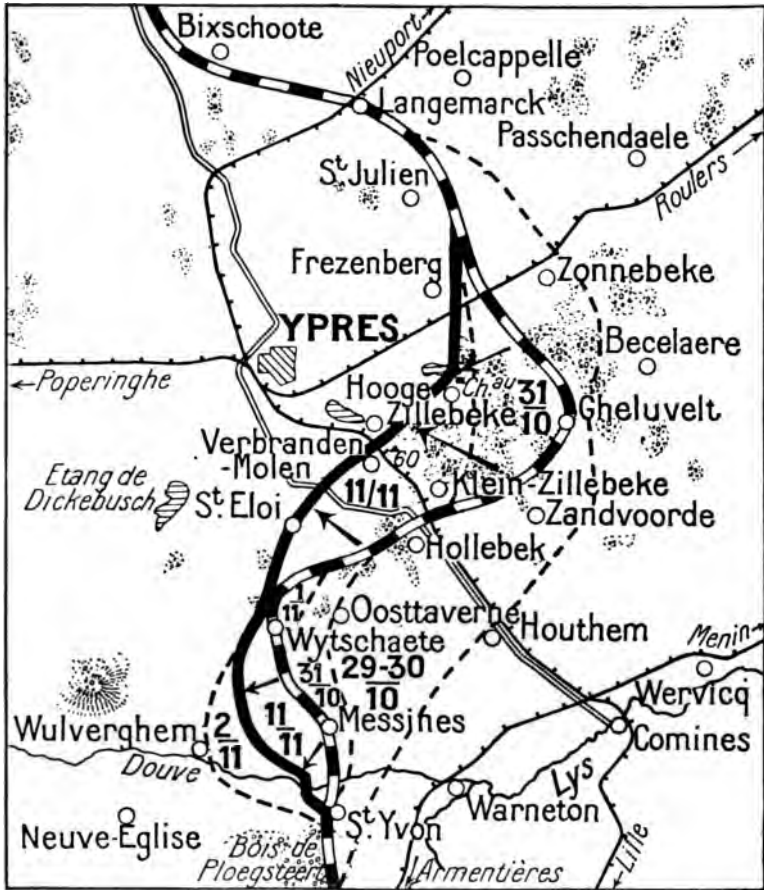 Bixschoote
Nieuport
Poelcappelle
Langemarck
Passchendaele
St Julien
Roulers
Frezenberg
Zonnebeke
YPRES
Becelaere
Poperinghe
Hooge
Chau
31
10
Zillebeke
Gheluvelt
Verbranden
-Molen
60
Etang de
Dickebusch
11/11
Klein-Zillebeke
St Eloi
Zandvoorde
Hollebek
1
11
Oosttaverne
Wytschaete
Houthem
Menin
31
10
29-30
10
Wervicq
Wulverghem
2
11
11
11
Messines
Comines
Douve
Lys
Warneton
Neuve-Eglise
St Yvon
Bois de
Ploegsteert
Armentières
Lille